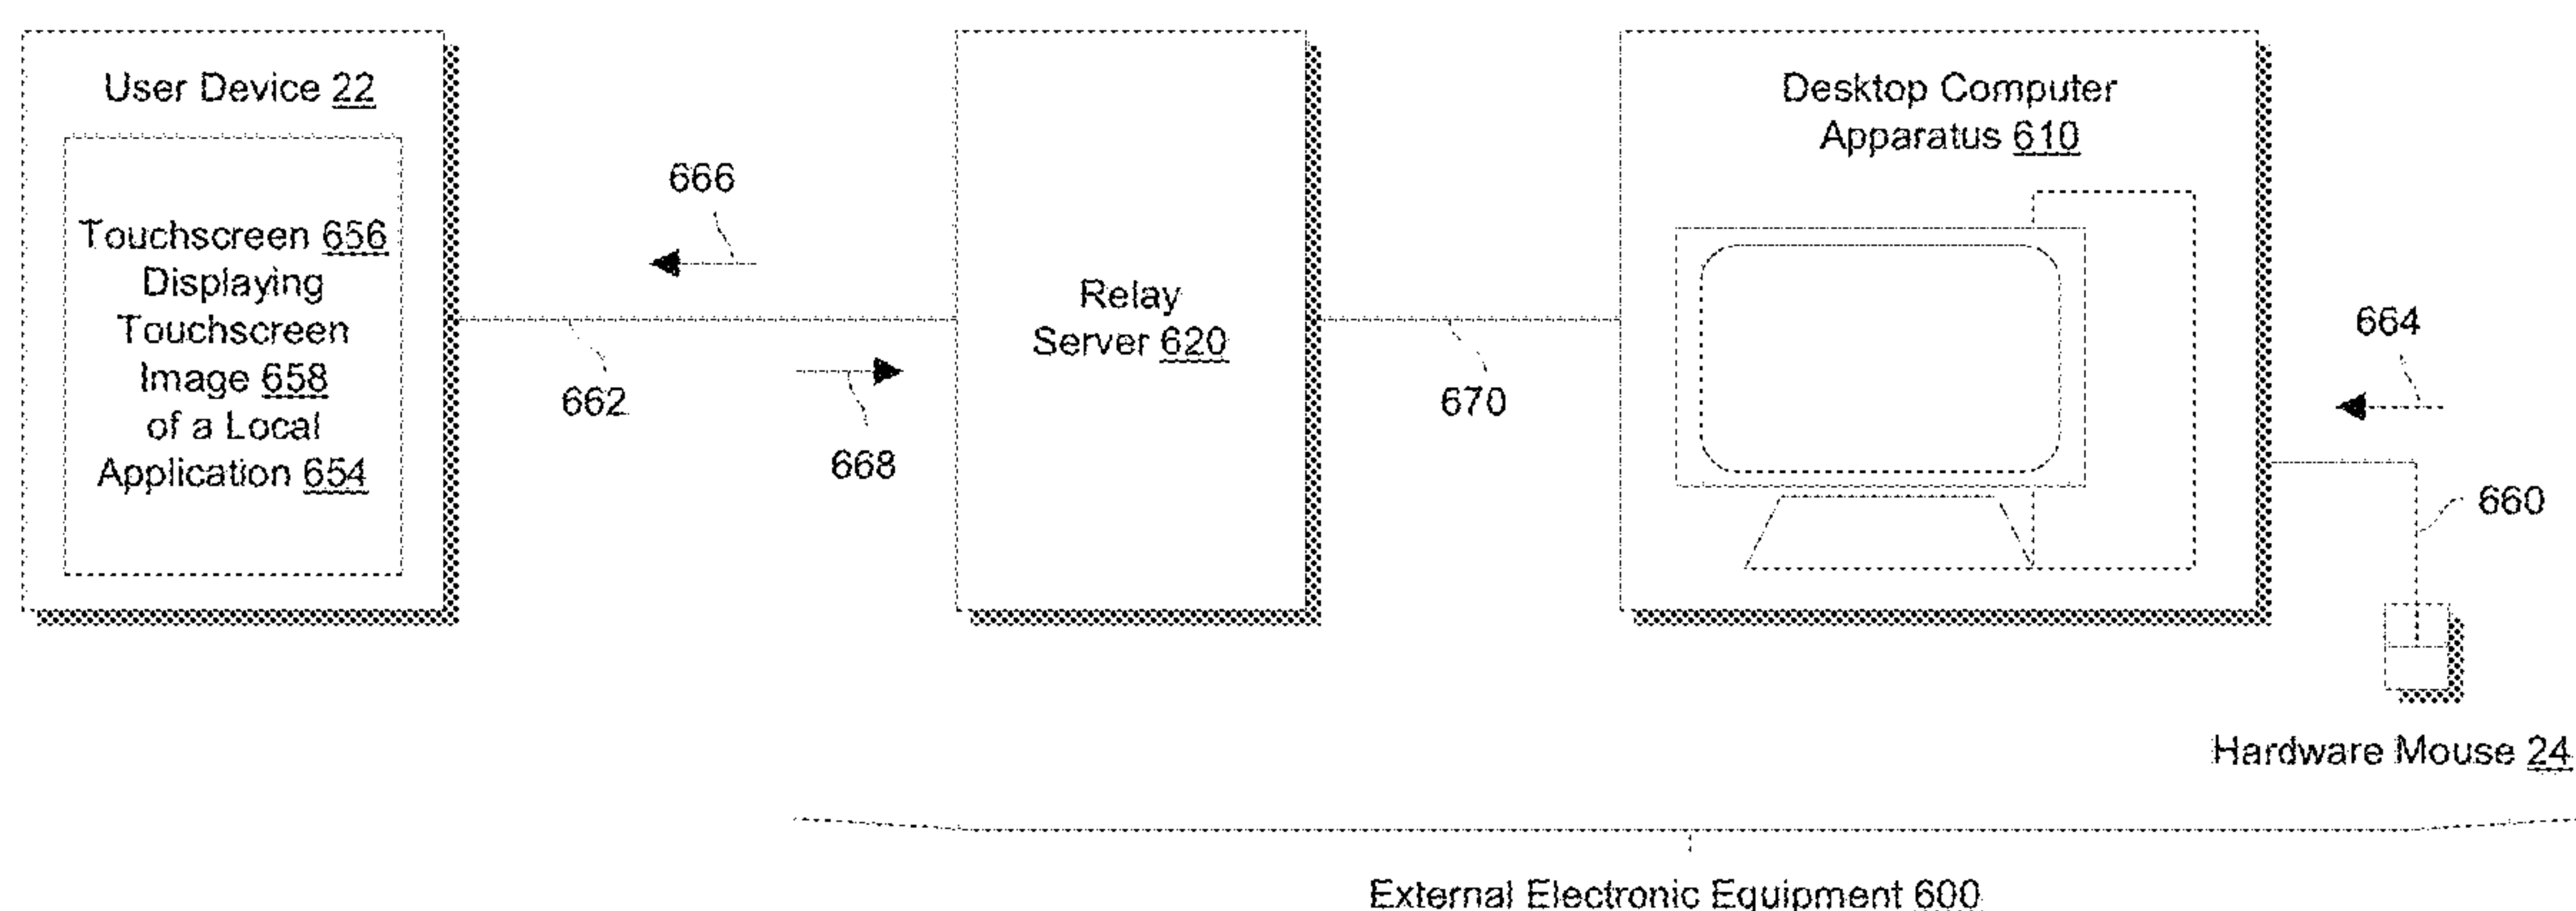 User Device 22
Touchscreen 656
Displaying
Touchscreen
Image 658
of a Local
Application 654
666
662
668
Relay
Server 620
670
Desktop Computer
Apparatus 610
664
660
Hardware Mouse 24
External Electronic Equipment 600